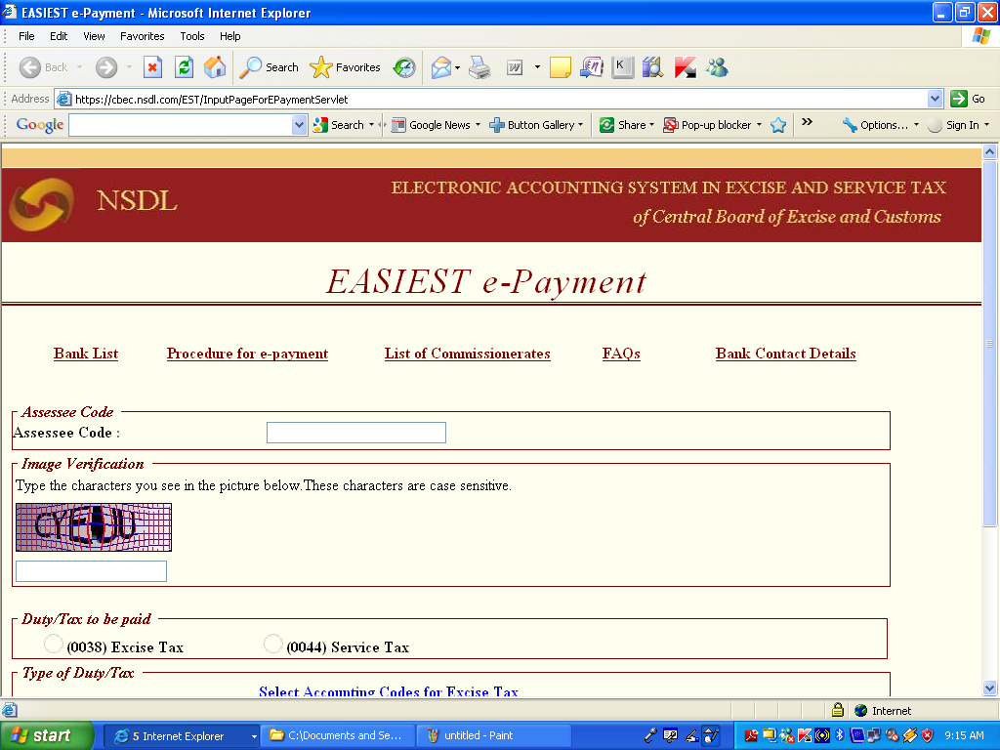 EASIEST e-Payment - Microsoft Internet Explorer
File Edit View Favorites Tools Help
Back Search Favorites
Address https://cbec.nsdl.com/EST/InputPageForEPaymentServlet Go
Google Search Google News Button Gallery Share Pop-up blocker » Options... Sign In
NSDL
ELECTRONIC ACCOUNTING SYSTEM IN EXCISE AND SERVICE TAX
of Central Board of Excise and Customs
EASIEST e-Payment
Bank List Procedure for e-payment List of Commissionerates FAQs Bank Contact Details
Assessee Code
Assessee Code :
Image Verification
Type the characters you see in the picture below.These characters are case sensitive.
Duty/Tax to be paid
(0038) Excise Tax (0044) Service Tax
Type of Duty/Tax
Select Accounting Codes for Excise Tax
Internet
start 5 Internet Explorer C:\Documents and Se... untitled - Paint 9:15 AM